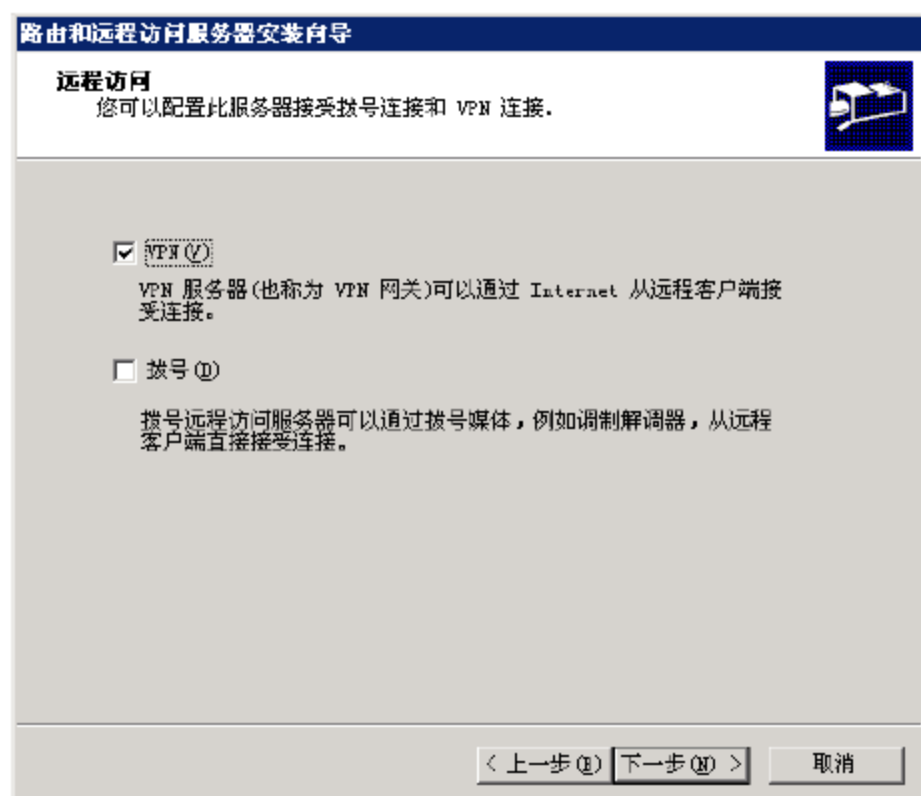 路由和远程访问服务器安装向导
远程访问
您可以配置此服务器接受拨号连接和 VPN 连接.
VPN(V)
VPN 服务器(也称为 VPN 网关)可以通过 Internet 从远程客户端接
受连接。
拨号(D)
拨号远程访问服务器可以通过拨号媒体，例如调制解调器，从远程
客户端直接接受连接。
< 上一步(B) 下一步(N) > 取消